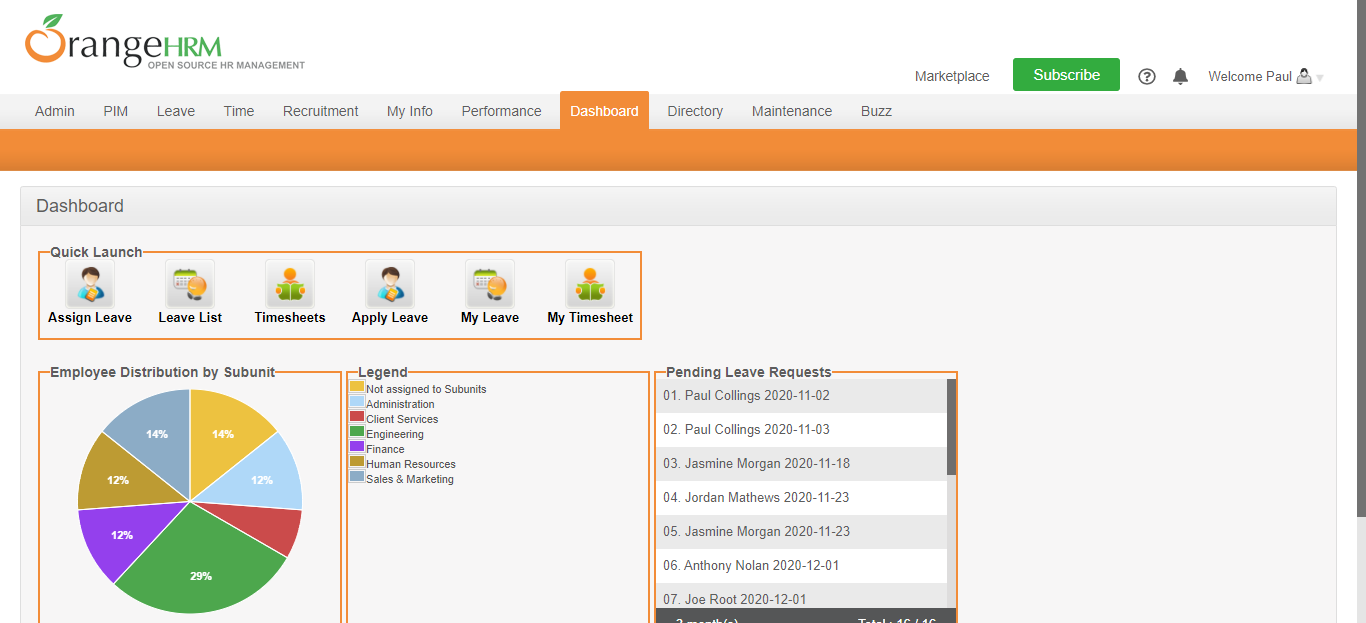 OrangeHRM
OPEN SOURCE HR MANAGEMENT
Marketplace
Subscribe
Welcome Paul
Admin PIM Leave Time Recruitment My Info Performance Dashboard Directory Maintenance Buzz
Dashboard
Quick Launch
Assign Leave Leave List Timesheets Apply Leave My Leave My Timesheet
Employee Distribution by Subunit
14% 14%
12% 12%
12%
29%
Legend
Not assigned to Subunits
Administration
Client Services
Engineering
Finance
Human Resources
Sales & Marketing
Pending Leave Requests
01. Paul Collings 2020-11-02
02. Paul Collings 2020-11-03
03. Jasmine Morgan 2020-11-18
04. Jordan Mathews 2020-11-23
05. Jasmine Morgan 2020-11-23
06. Anthony Nolan 2020-12-01
07. Joe Root 2020-12-01
3 month(s) Total : 16 / 16